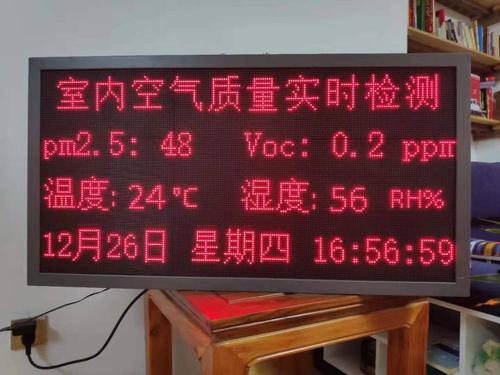 室内空气质量实时检测
pm2.5: 48 Voc: 0.2 ppm
温度: 24℃ 湿度: 56 RH%
12月26日 星期四 16:56:59